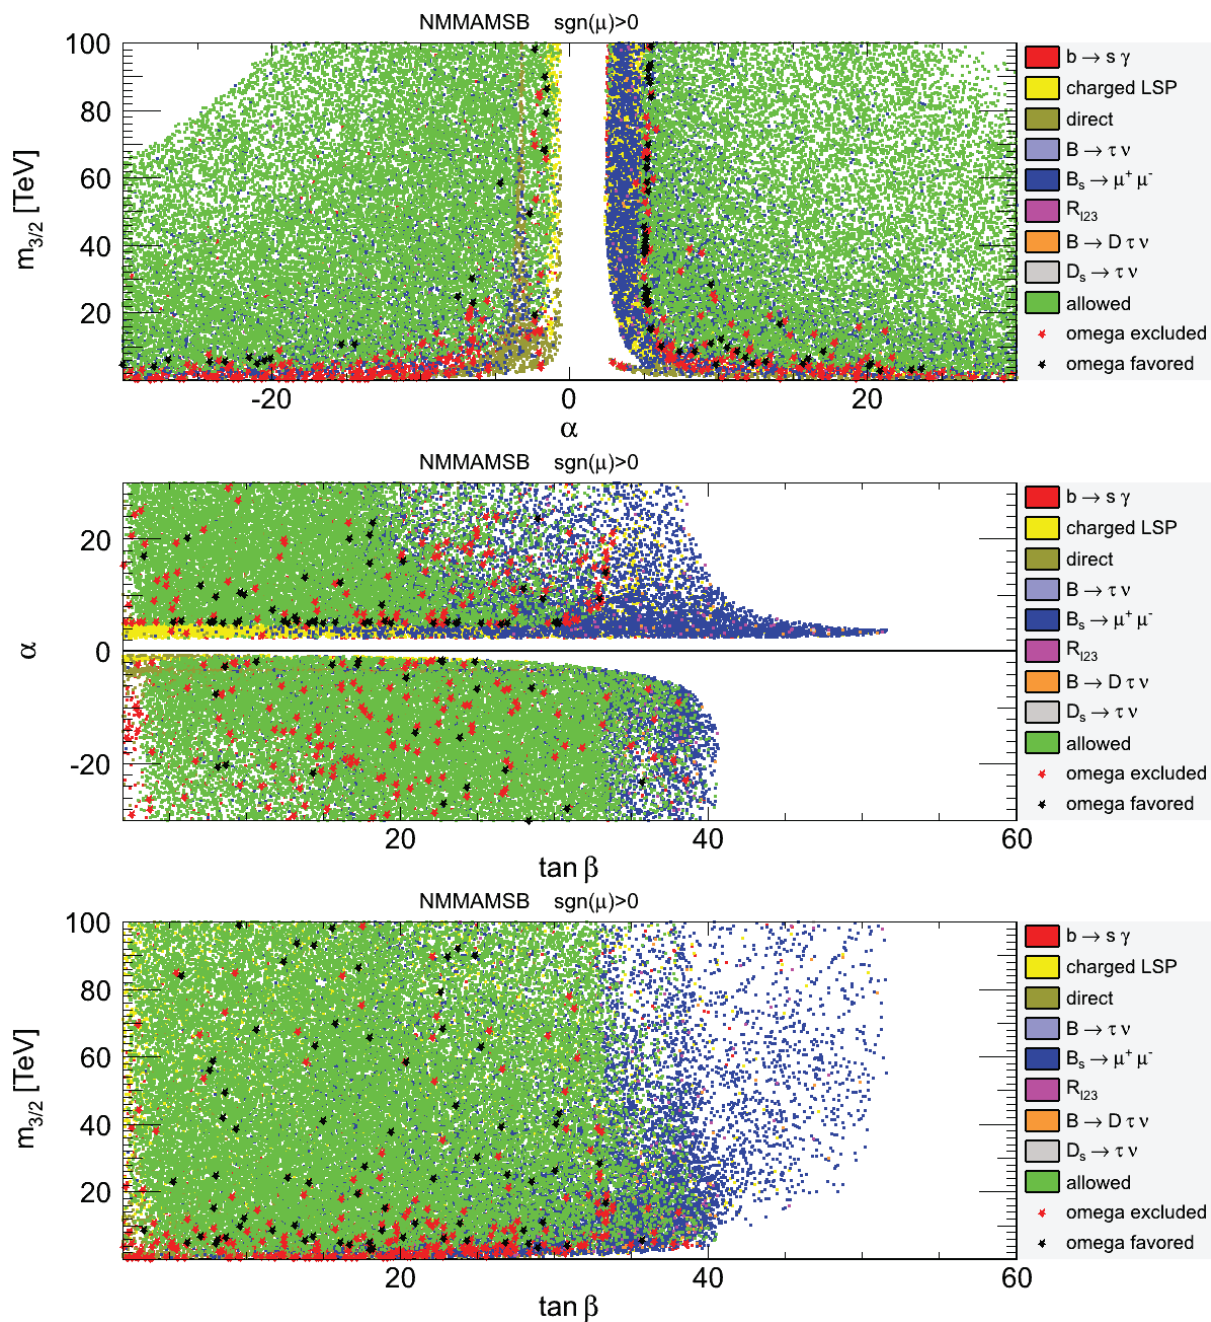 NMMAMSB sgn(μ)>0
m3/2 [TeV]
100
80
60
40
20
-20 0 20
α
b → s γ
charged LSP
direct
B → τ ν
Bs → μ+ μ-
Rl23
B → D τ ν
Ds → τ ν
allowed
omega excluded
omega favored
NMMAMSB sgn(μ)>0
α
20
0
-20
20 40 60
tan β
b → s γ
charged LSP
direct
B → τ ν
Bs → μ+ μ-
Rl23
B → D τ ν
Ds → τ ν
allowed
omega excluded
omega favored
NMMAMSB sgn(μ)>0
m3/2 [TeV]
100
80
60
40
20
20 40 60
tan β
b → s γ
charged LSP
direct
B → τ ν
Bs → μ+ μ-
Rl23
B → D τ ν
Ds → τ ν
allowed
omega excluded
omega favored